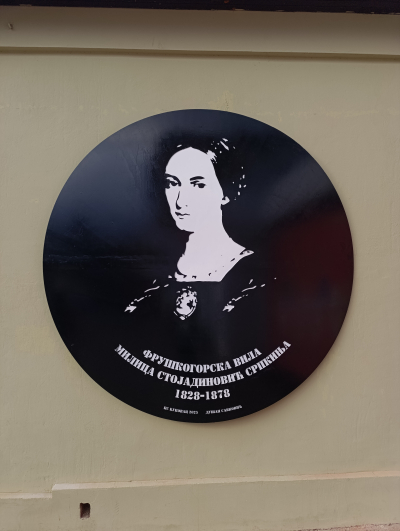 ФРУШКОГОРСКА ВИЛА
МИЛИЦА СТОЈАДИНОВИЋ СРПКИЊА
1828-1878